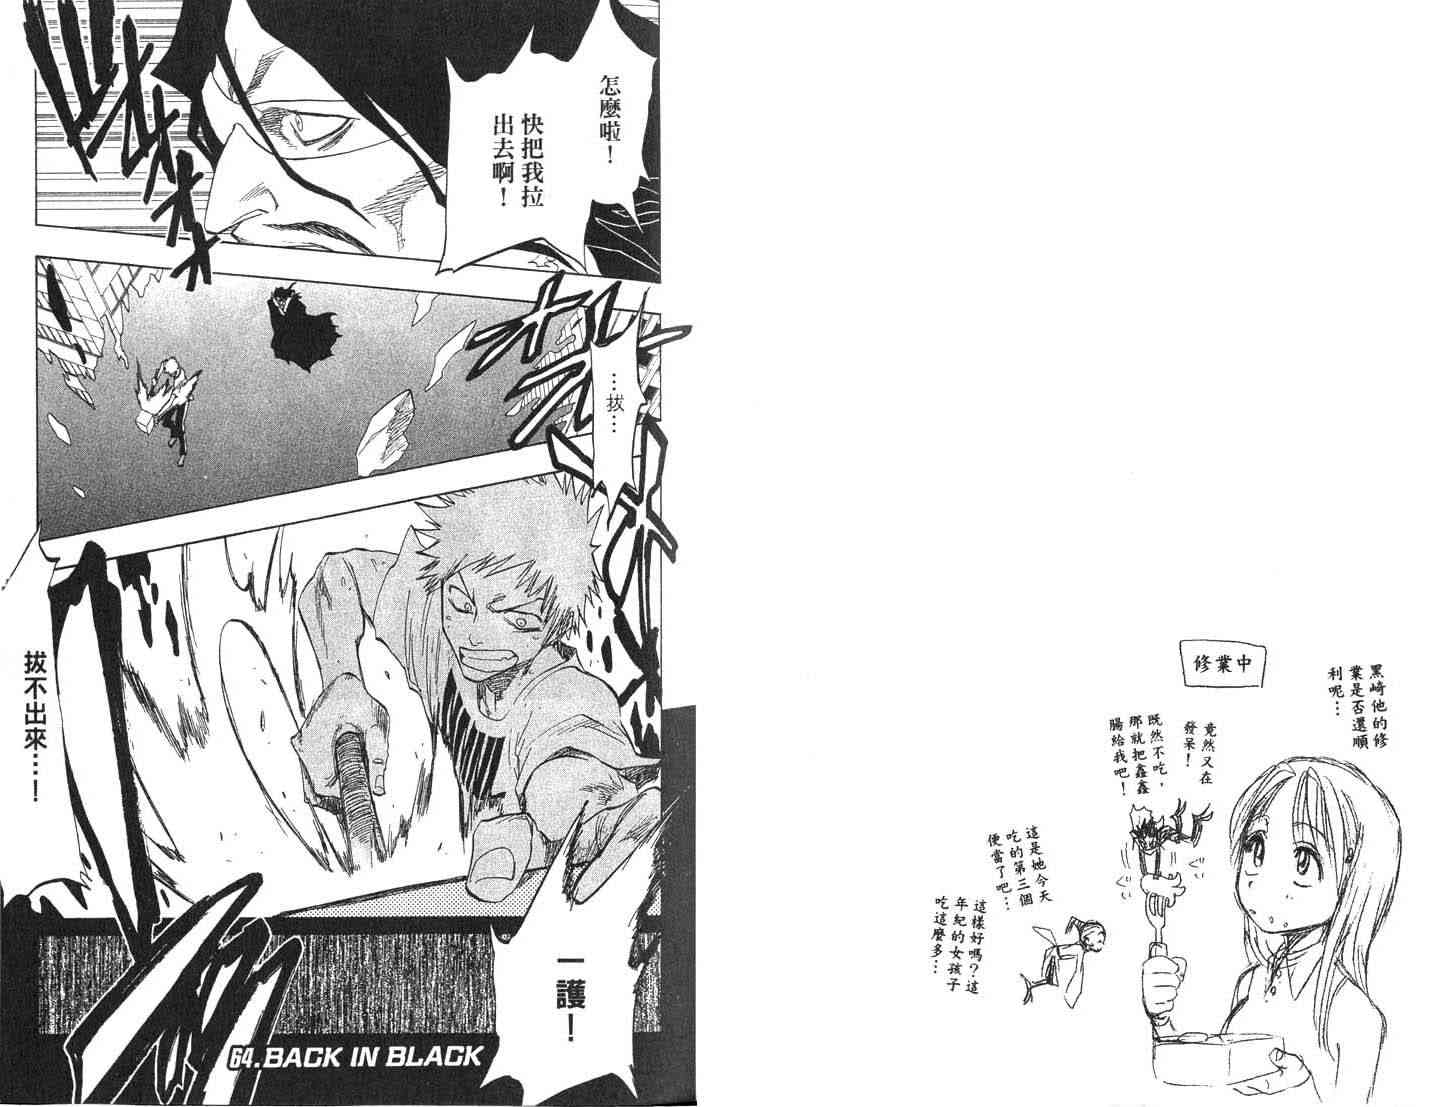 修業中
黑崎他的修
業是否還順
利呢…
竟然又在
發呆！
既然不吃，
那就把鑫鑫
腸給我吧！
這是她今天
吃的第三個
便當了吧…
這樣好嗎？這
年紀的女孩子
吃這麼多…
怎麼啦！
快把我拉
出去啊！
…拔…
拔不出來…！
一護！
64.BACK IN BLACK